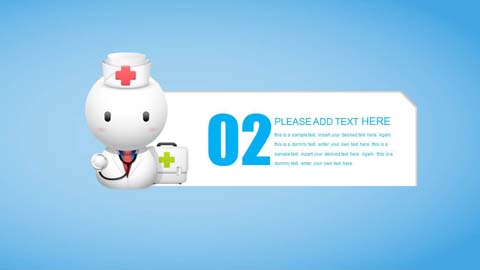 02
PLEASE ADD TEXT HERE
this is a sample text. insert your desired text here. Again.
this is a dummy text. enter your own text here. this is a
sample text. insert your desired text here. Again. this is a
dummy text. enter your own text here.